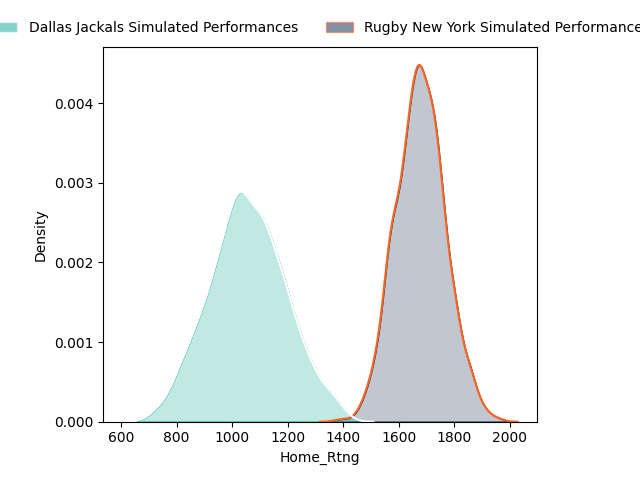 Dallas Jackals Simulated Performances Rugby New York Simulated Performance
0.004
0.003
0.002
0.001
0.000
Density
600 800 1000 1200 1400 1600 1800 2000
Home_Rtng